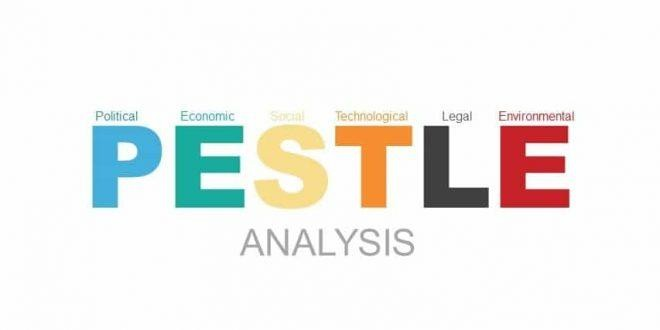 Political Economic Social Technological Legal Environmental
PESTLE
ANALYSIS